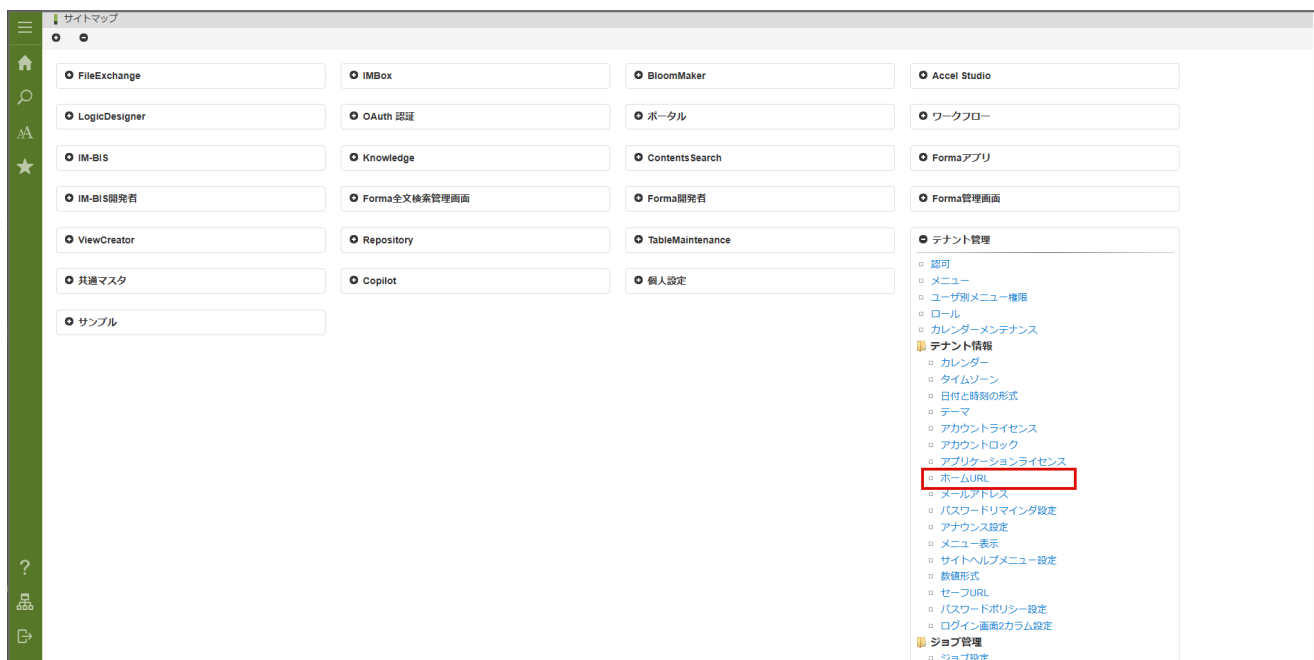 サイトマップ
FileExchange
IMBox
BloomMaker
Accel Studio
LogicDesigner
OAuth 認証
ポータル
ワークフロー
IM-BIS
Knowledge
ContentsSearch
Formaアプリ
IM-BIS開発者
Forma全文検索管理画面
Forma開発者
Forma管理画面
ViewCreator
Repository
TableMaintenance
テナント管理
共通マスタ
Copilot
個人設定
サンプル
認可
メニュー
ユーザ別メニュー権限
ロール
カレンダーメンテナンス
テナント情報
カレンダー
タイムゾーン
日付と時刻の形式
テーマ
アカウントライセンス
アカウントロック
アプリケーションライセンス
ホームURL
メールアドレス
パスワードリマインダ設定
アナウンス設定
メニュー表示
サイトヘルプメニュー設定
数値形式
セーフURL
パスワードポリシー設定
ログイン画面2カラム設定
ジョブ管理
ジョブ設定